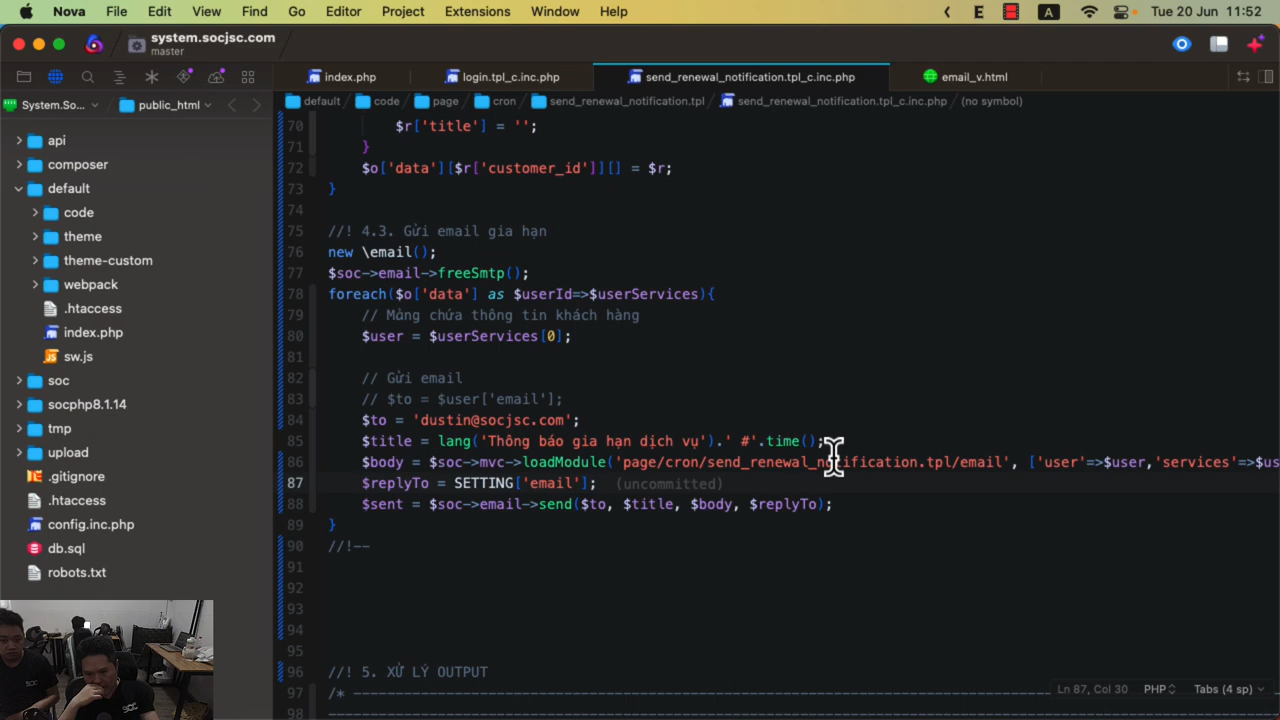 Nova File Edit View Find Go Editor Project Extensions Window Help E A Tue 20 Jun 11:52
system.socjsc.com
master
index.php login.tpl_c.inc.php send_renewal_notification.tpl_c.inc.php email_v.html
System.So... public_html
default code page cron send_renewal_notification.tpl send_renewal_notification.tpl_c.inc.php (no symbol)
api
composer
default
code
theme
theme-custom
webpack
.htaccess
index.php
sw.js
soc
socphp8.1.14
tmp
upload
.gitignore
.htaccess
config.inc.php
db.sql
robots.txt
70 $r['title'] = '';
71 }
72 $o['data'][$r['customer_id']][] = $r;
73 }
74
75 //! 4.3. Gửi email gia hạn
76 new \email();
77 $soc->email->freeSmtp();
78 foreach($o['data'] as $userId=>$userServices){
79 // Mảng chứa thông tin khách hàng
80 $user = $userServices[0];
81
82 // Gửi email
83 // $to = $user['email'];
84 $to = 'dustin@socjsc.com';
85 $title = lang('Thông báo gia hạn dịch vụ').' #'.time();
86 $body = $soc->mvc->loadModule('page/cron/send_renewal_notification.tpl/email', ['user'=>$user,'services'=>$us
87 $replyTo = SETTING['email']; (uncommitted)
88 $sent = $soc->email->send($to, $title, $body, $replyTo);
89 }
90 //!--
91
92
93
94
95
96 //! 5. XỬ LÝ OUTPUT
97 /* ----------------------------------------
98
Ln 87, Col 30 PHP Tabs (4 sp)